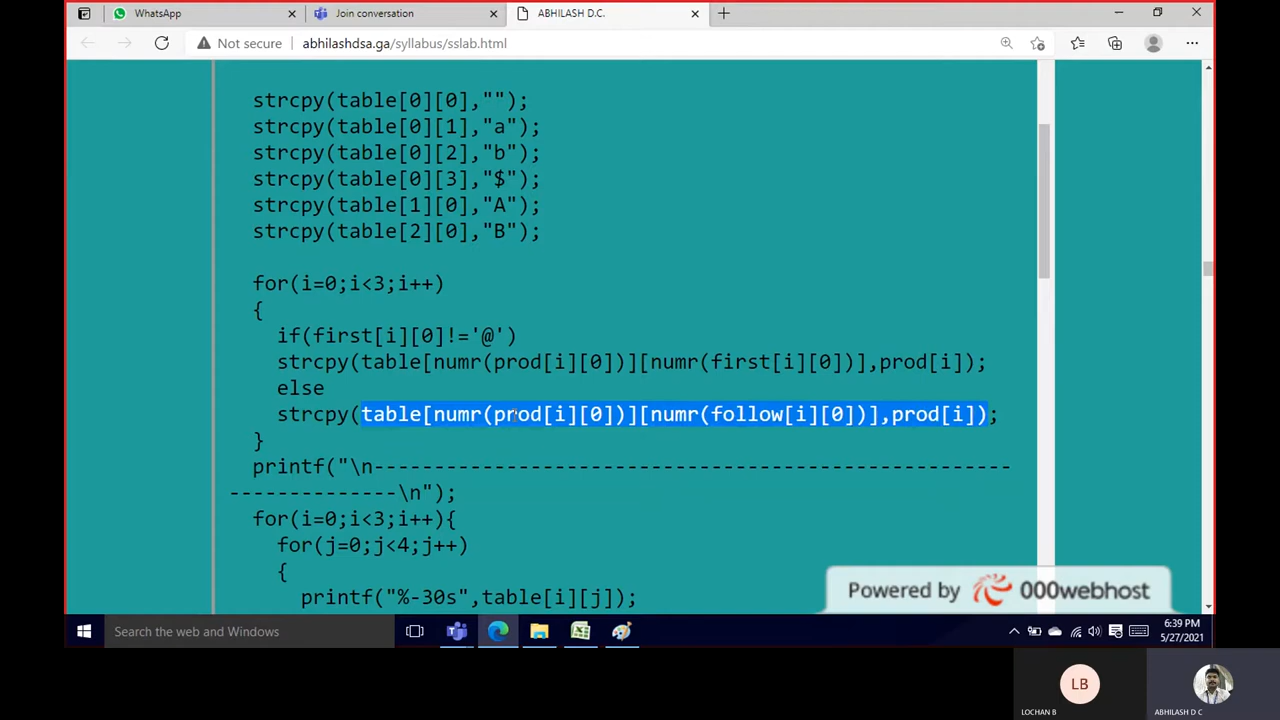 WhatsApp
Join conversation
ABHILASH D.C.
Not secure
abhilashdsa.ga/syllabus/sslab.html
strcpy(table[0][0],"");
strcpy(table[0][1],"a");
strcpy(table[0][2],"b");
strcpy(table[0][3],"$");
strcpy(table[1][0],"A");
strcpy(table[2][0],"B");
for(i=0;i<3;i++)
{
if(first[i][0]!='@')
strcpy(table[numr(prod[i][0])][numr(first[i][0])],prod[i]);
else
strcpy(table[numr(prod[i][0])][numr(follow[i][0])],prod[i]);
}
printf("\n------------------------------------------------------
--------------\n");
for(i=0;i<3;i++){
for(j=0;j<4;j++)
{
printf("%-30s",table[i][j]);
Powered by 000webhost
Search the web and Windows
6:39 PM
5/27/2021
LB
LOCHAN B
ABHILASH D C